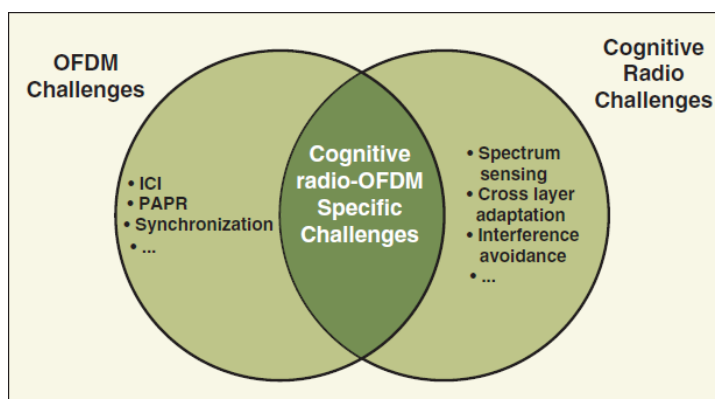 OFDM
Challenges
Cognitive
Radio
Challenges
• ICI
• PAPR
• Synchronization
• ...
Cognitive
radio-OFDM
Specific
Challenges
• Spectrum
sensing
• Cross layer
adaptation
• Interference
avoidance
• ...